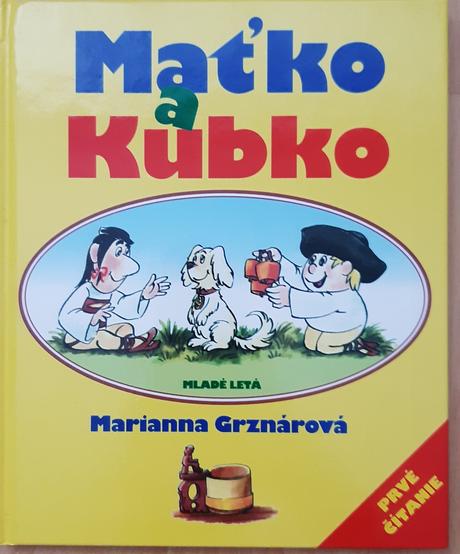 Maťko
a
Kubko
MLADÉ LETÁ
Marianna Grznárová
PRVÉ
ČÍTANIE